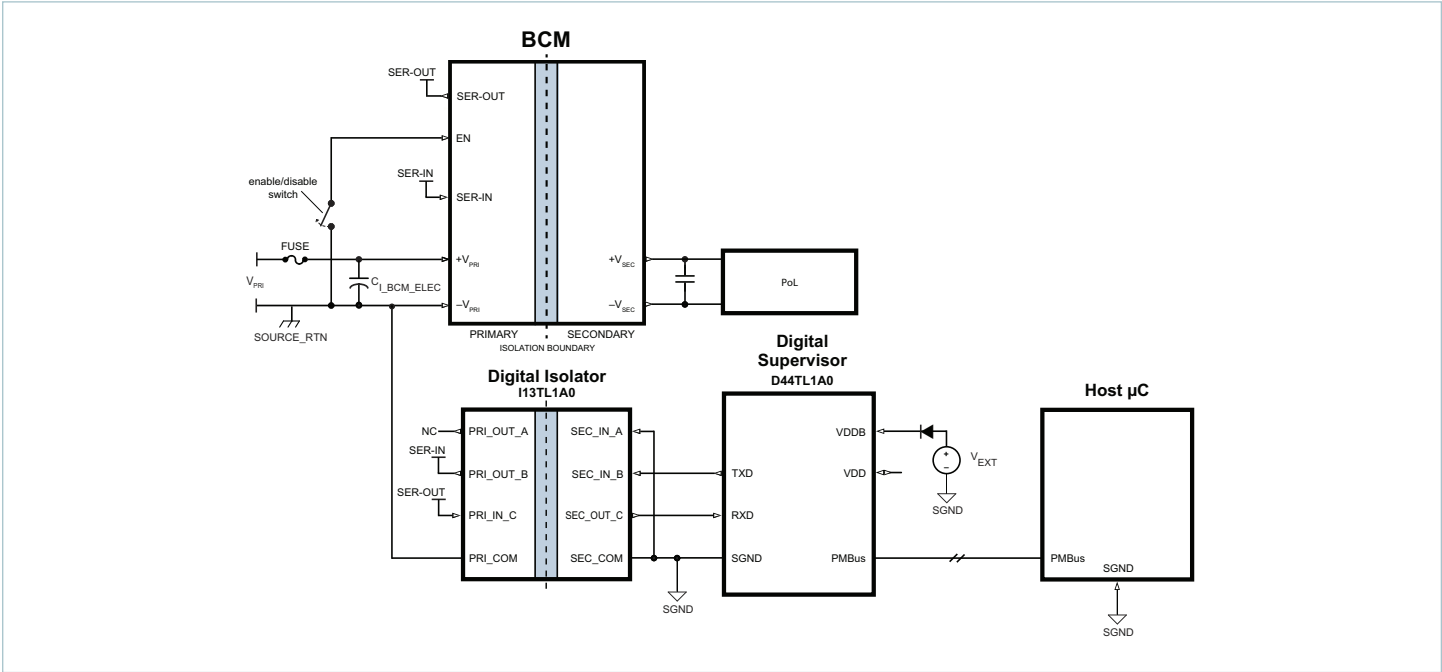 BCM
SER-OUT
SER-OUT
EN
SER-IN
SER-IN
enable/disable
switch
FUSE
+VPRI
+VSEC
VPRI
CI_BCM_ELEC
PoL
–VPRI
–VSEC
SOURCE_RTN
PRIMARY
SECONDARY
ISOLATION BOUNDARY
Digital Isolator
I13TL1A0
NC
PRI_OUT_A
SEC_IN_A
SER-IN
PRI_OUT_B
SEC_IN_B
SER-OUT
PRI_IN_C
SEC_OUT_C
PRI_COM
SEC_COM
SGND
Digital
Supervisor
D44TL1A0
VDDB
TXD
VDD
RXD
SGND
PMBus
+
–
VEXT
SGND
Host µC
PMBus
SGND
SGND